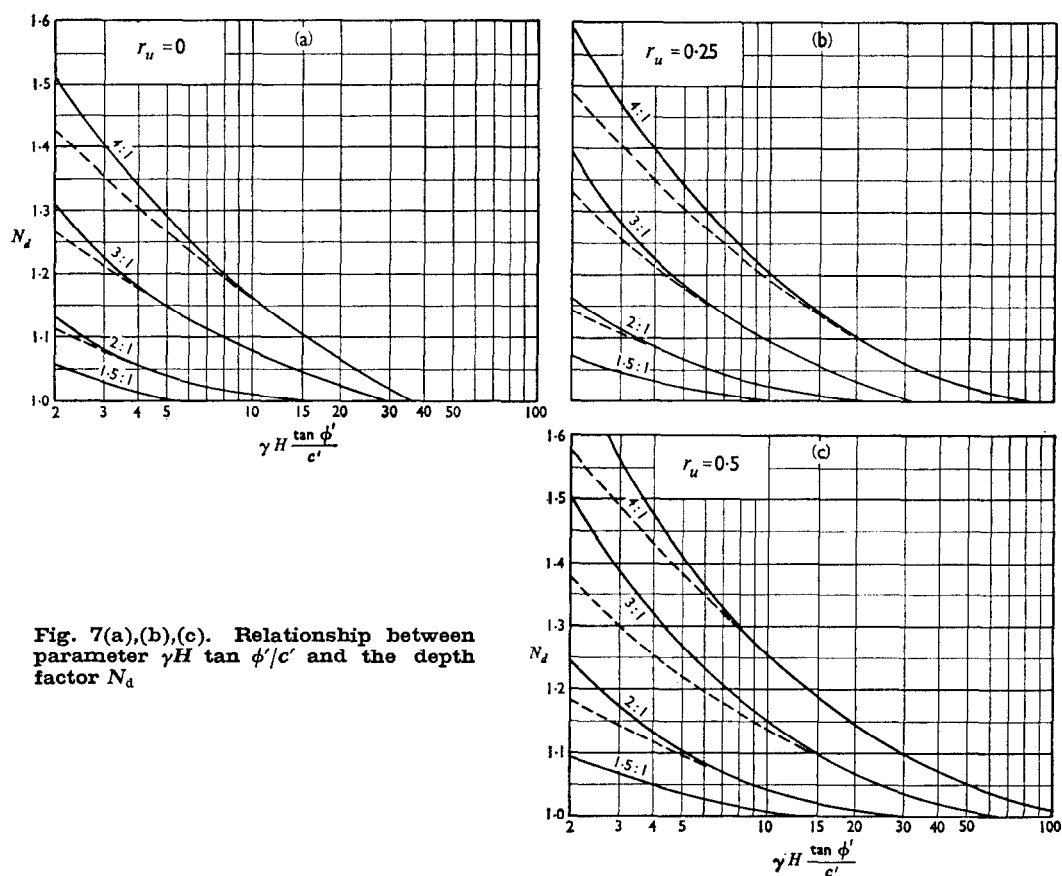 1·6
1·5
1·4
1·3
N_d
1·2
1·1
1·0
(a)
r_u = 0
4:1
3:1
2:1
1·5:1
2 3 4 5 10 15 20 30 40 50 100
γH tan φ′/c′
(b)
r_u = 0·25
4:1
3:1
2:1
1·5:1
1·6
1·5
1·4
1·3
N_d
1·2
1·1
1·0
(c)
r_u = 0·5
4:1
3:1
2:1
1·5:1
2 3 4 5 10 15 20 30 40 50 100
γH tan φ′/c′
Fig. 7(a),(b),(c). Relationship between
parameter γH tan φ′/c′ and the depth
factor N_d